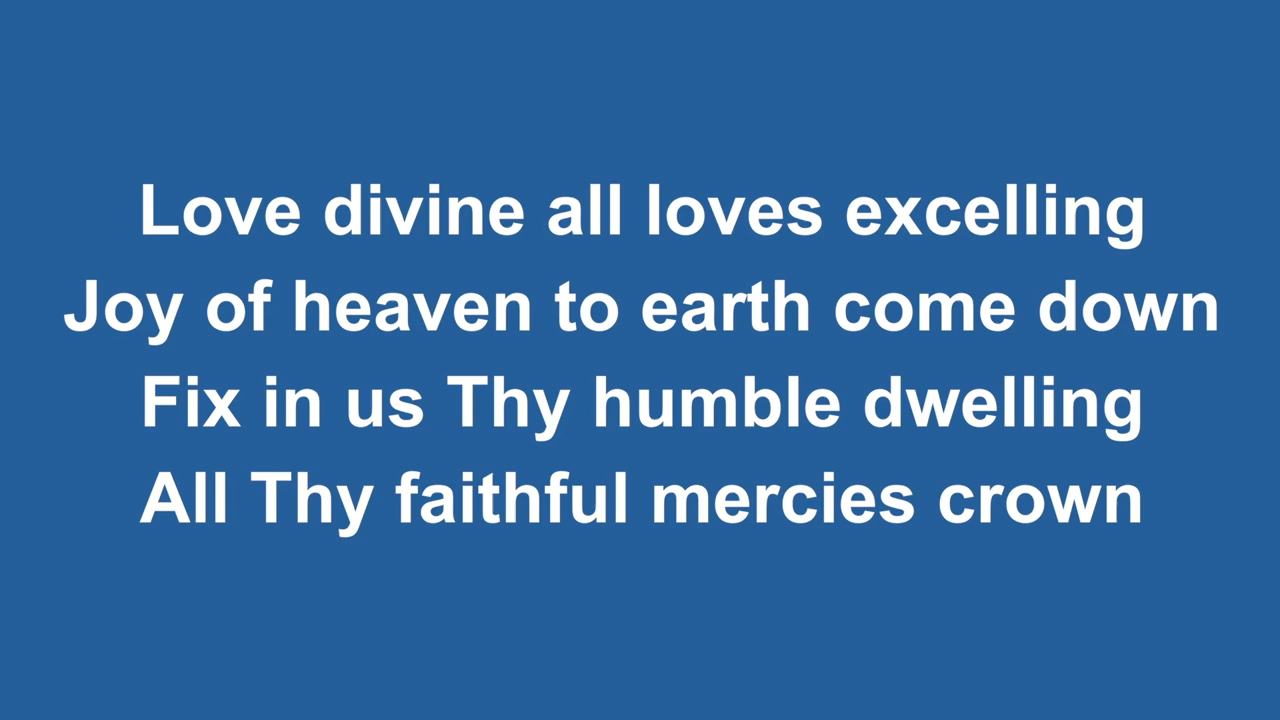 Love divine all loves excelling
Joy of heaven to earth come down
Fix in us Thy humble dwelling
All Thy faithful mercies crown